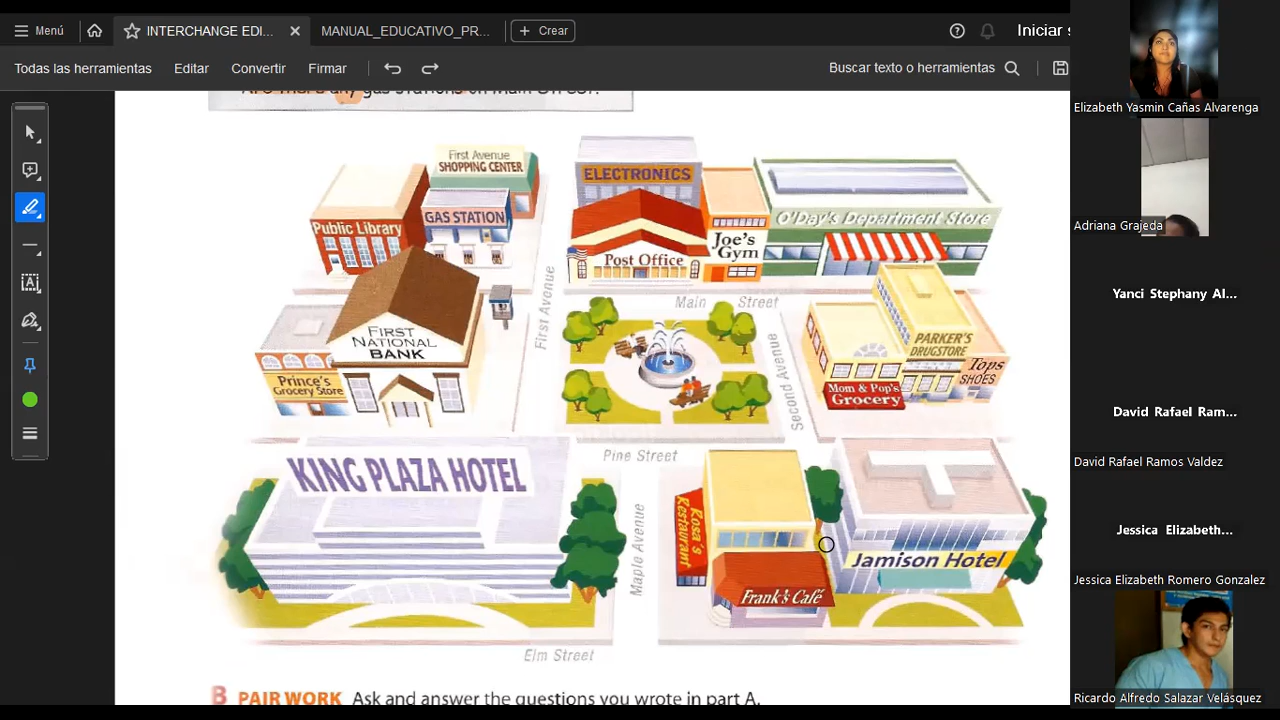 Menú
INTERCHANGE EDI...
MANUAL_EDUCATIVO_PR...
Crear
Iniciar s
Todas las herramientas
Editar
Convertir
Firmar
Buscar texto o herramientas
gas stations on Main Street?
First Avenue
SHOPPING CENTER
GAS STATION
Public Library
ELECTRONICS
Post Office
Joe's
Gym
O'Day's Department Store
Main Street
First Avenue
FIRST
NATIONAL
BANK
Prince's
Grocery Store
Second Avenue
PARKER'S
DRUGSTORE
Tops
SHOES
Mom & Pop's
Grocery
Pine Street
KING PLAZA HOTEL
Maple Avenue
Rosa's
Restaurant
Frank's Café
Jamison Hotel
Elm Street
B PAIR WORK Ask and answer the questions you wrote in part A.
Elizabeth Yasmin Cañas Alvarenga
Adriana Grajeda
Yanci Stephany Al...
David Rafael Ram...
David Rafael Ramos Valdez
Jessica Elizabeth...
Jessica Elizabeth Romero Gonzalez
Ricardo Alfredo Salazar Velásquez